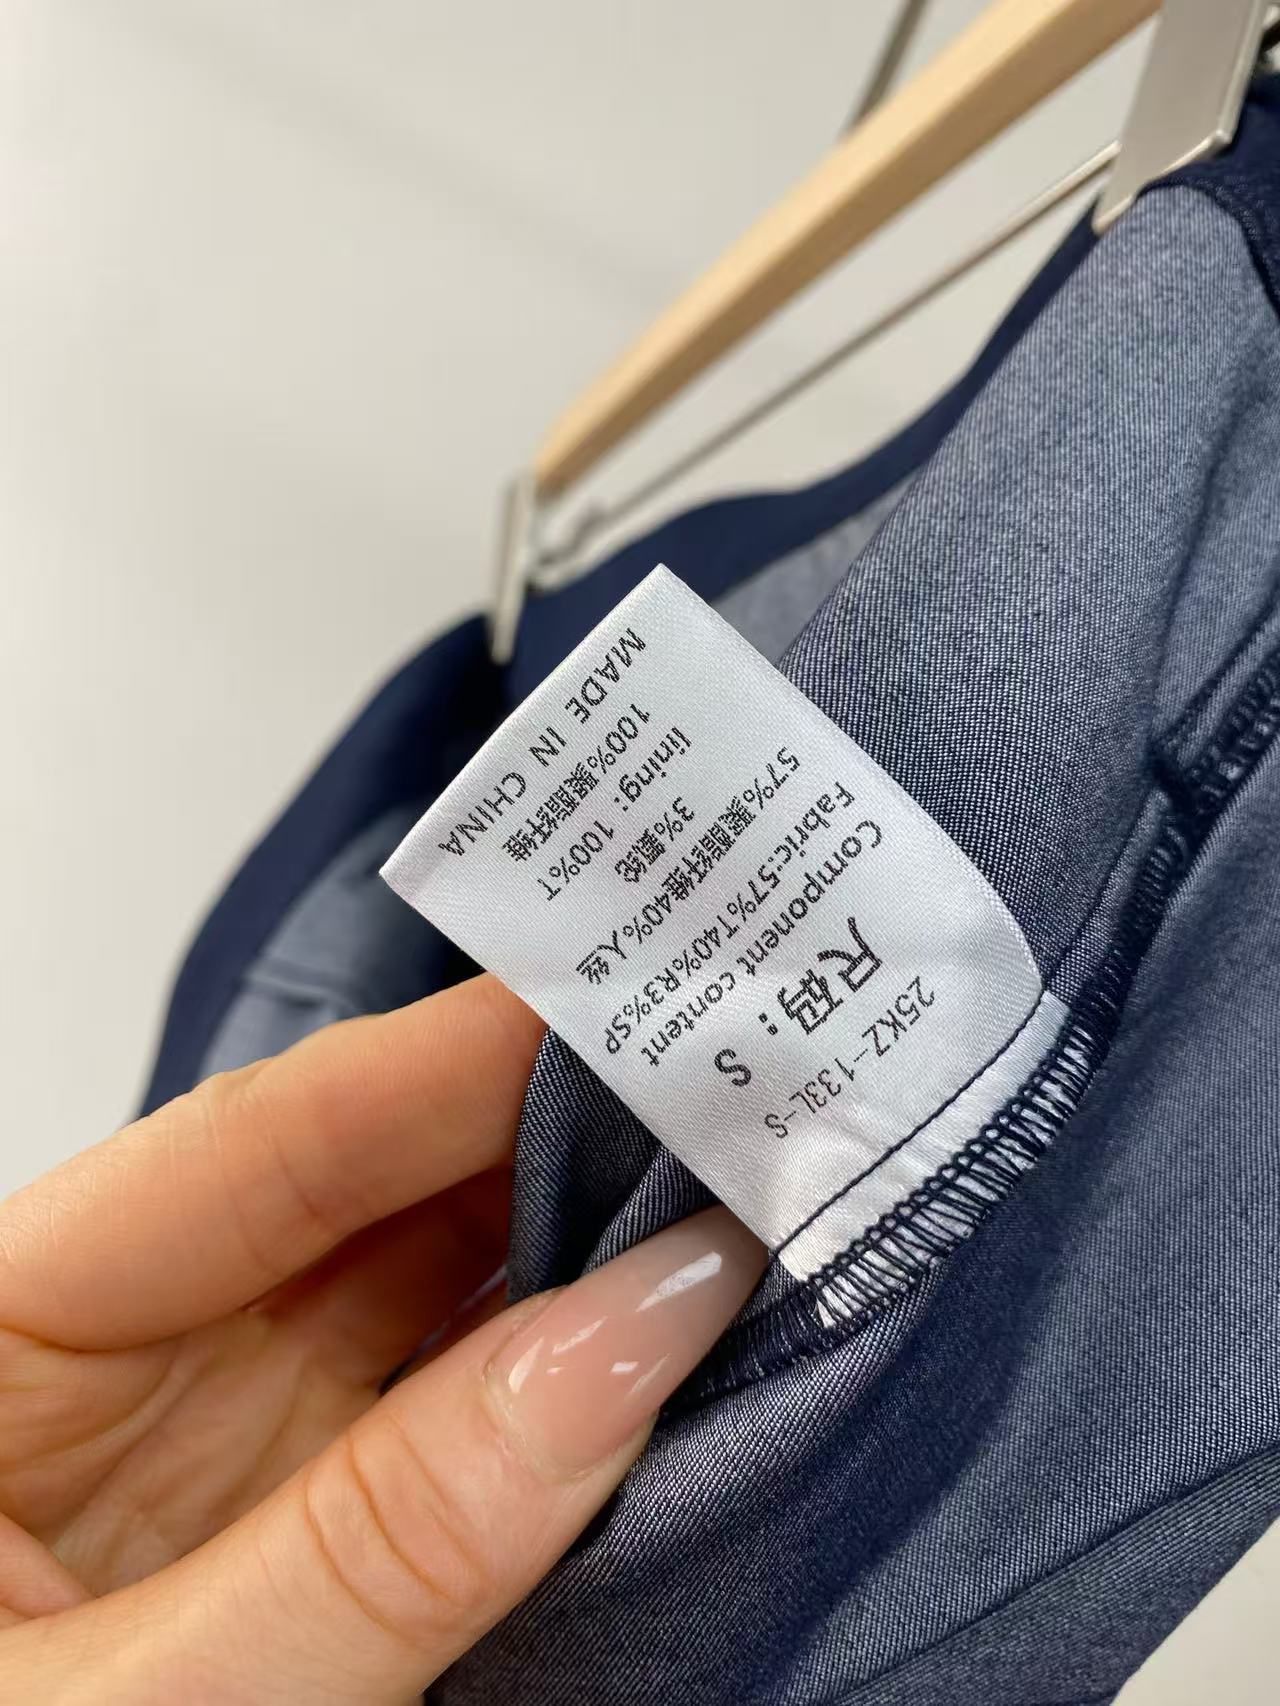 25KZ-133L-S
尺码：S
Component content
Fabric:57%T40%R3%SP
57%聚酯纤维40%人丝
3%氨纶
lining: 100%T
100%聚酯纤维
MADE IN CHINA